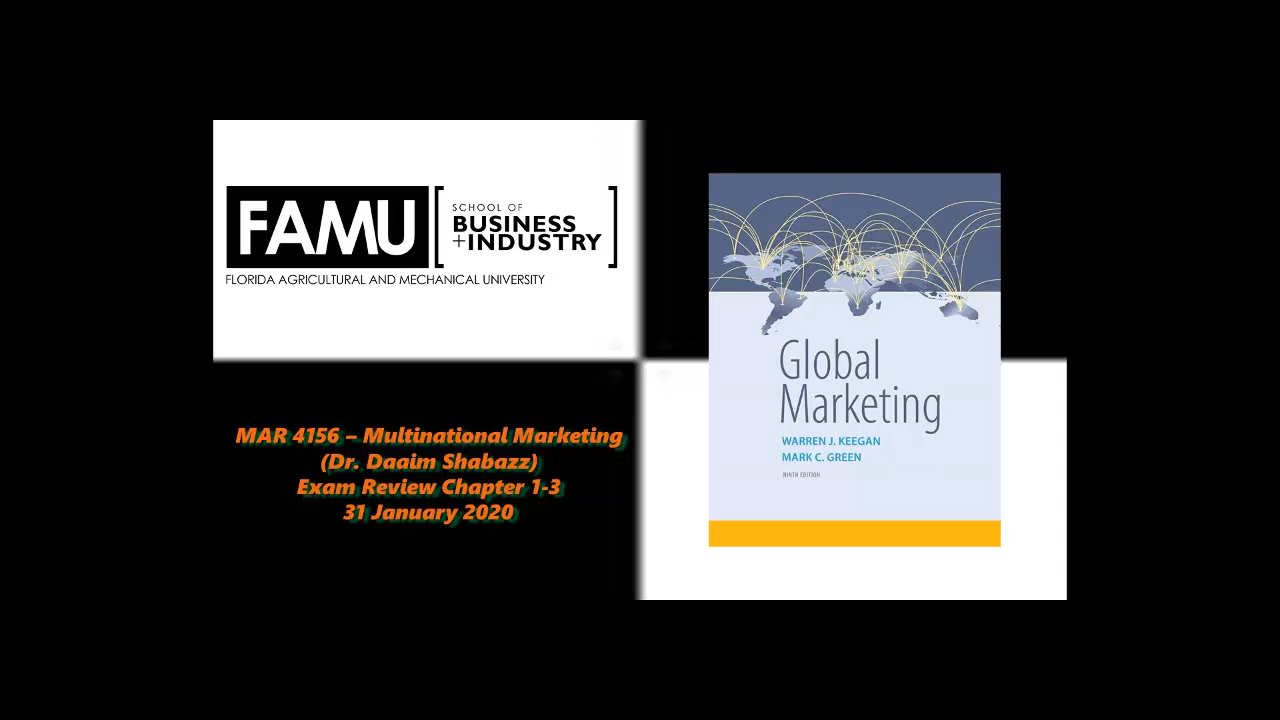 FAMU
SCHOOL OF
BUSINESS
+INDUSTRY
FLORIDA AGRICULTURAL AND MECHANICAL UNIVERSITY
MAR 4156 – Multinational Marketing
(Dr. Daaim Shabazz)
Exam Review Chapter 1-3
31 January 2020
Global
Marketing
WARREN J. KEEGAN
MARK C. GREEN
NINTH EDITION